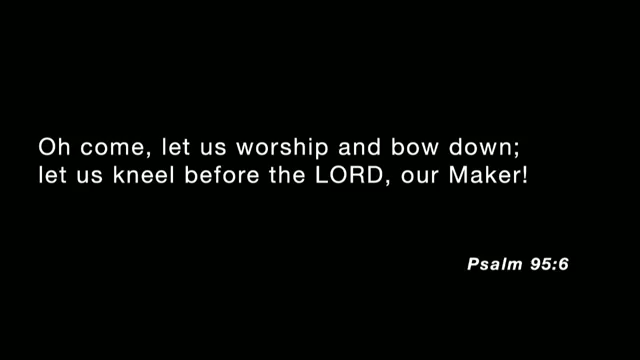 Oh come, let us worship and bow down;
let us kneel before the LORD, our Maker!
Psalm 95:6